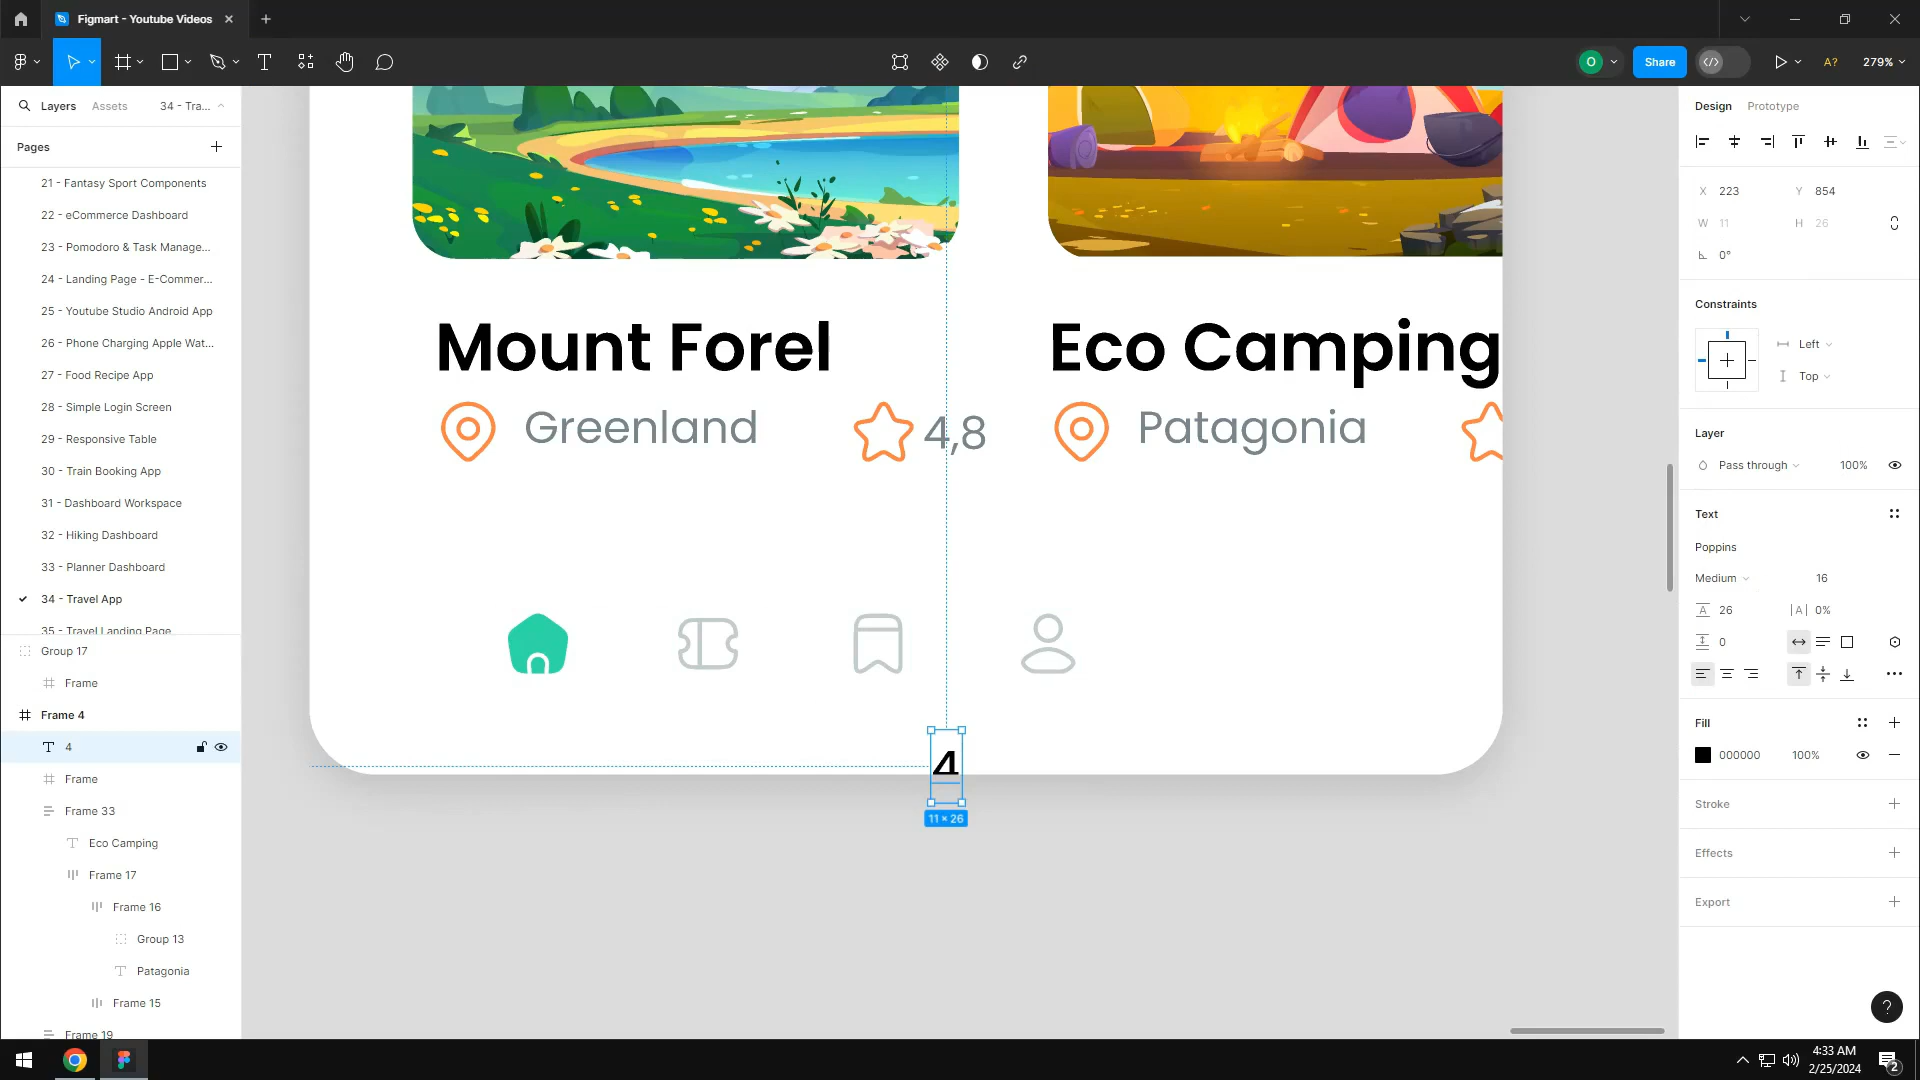 Figmart - Youtube Videos
O
Share
A?
279%
Layers
Assets
34 - Tra...
Pages
21 - Fantasy Sport Components
22 - eCommerce Dashboard
23 - Pomodoro & Task Manage...
24 - Landing Page - E-Commer...
25 - Youtube Studio Android App
26 - Phone Charging Apple Wat...
27 - Food Recipe App
28 - Simple Login Screen
29 - Responsive Table
30 - Train Booking App
31 - Dashboard Workspace
32 - Hiking Dashboard
33 - Planner Dashboard
34 - Travel App
35 - Travel Landing Page
Group 17
Frame
Frame 4
4
Frame
Frame 33
Eco Camping
Frame 17
Frame 16
Group 13
Patagonia
Frame 15
Frame 19
Mount Forel
Greenland
4,8
Eco Camping
Patagonia
4
11 × 26
Design
Prototype
X 223
Y 854
W 11
H 26
0°
Constraints
Left
Top
Layer
Pass through
100%
Text
Poppins
Medium
16
A 26
|A| 0%
0
Fill
000000
100%
Stroke
Effects
Export
?
4:33 AM
2/25/2024
2